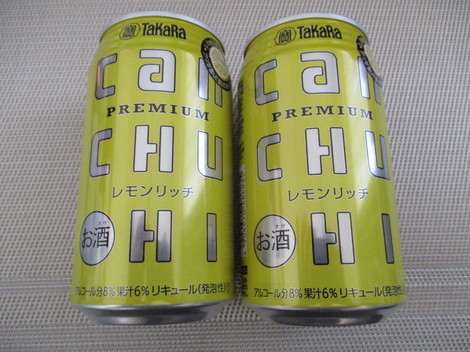 TaKaRa
can
PREMIUM
CHU
レモンリッチ
お酒
HI
アルコール分8% 果汁6% リキュール(発泡性)
TaKaRa
can
PREMIUM
CHU
レモンリッチ
お酒
HI
アルコール分8% 果汁6% リキュール(発泡性)